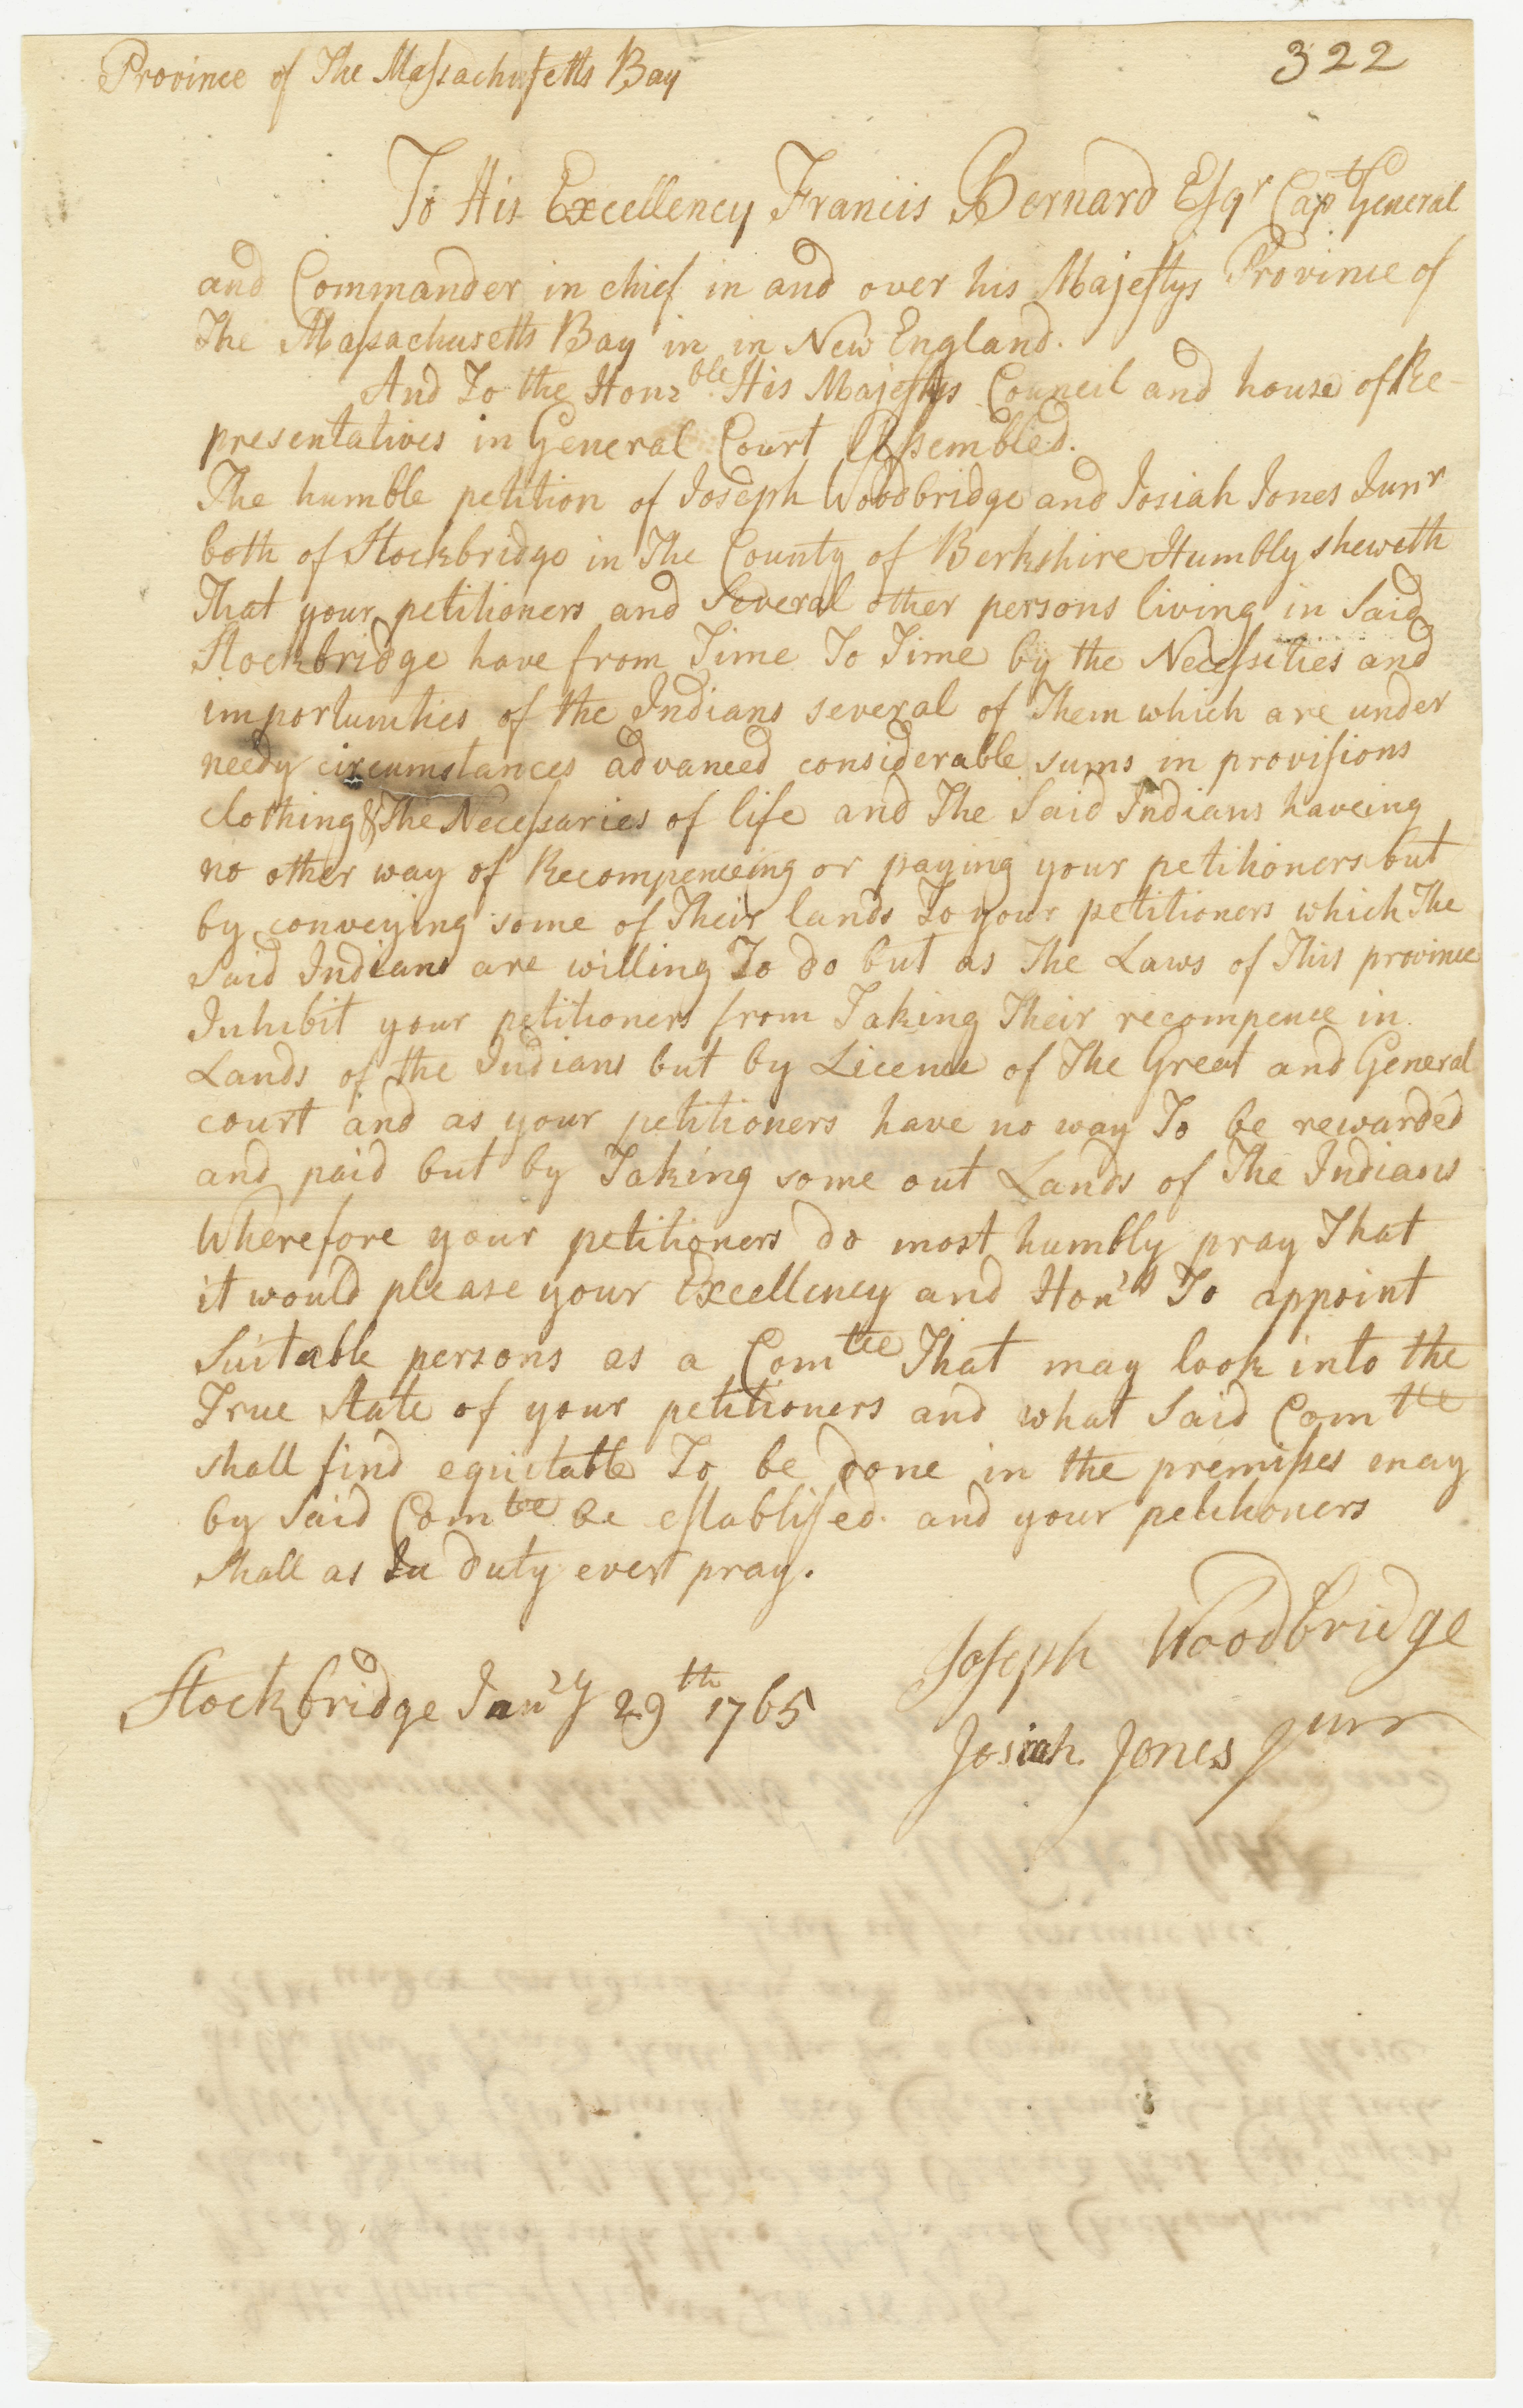 322
Province of The Massachusetts Bay
To His Excellency Francis Bernard Esqr Capt General
and Commander in chief in and over his Majestys Province of
The Massachusetts Bay in in New England.
And To the Honrble His Majestys Council and house of Re-
presentatives in General Court Assembled.
The humble petition of Joseph Woodbridge and Josiah Jones Junr
both of Stockbridge in The County of Berkshire Humbly sheweth
That your petitioners and Several other persons living in Said
Stockbridge have from Time To Time by the Necessities and
importunities of the Indians several of Them which are under
needy circumstances advanced considerable sums in provisions
clothing & The Necessaries of life and The Said Indians haveing
no other way of Recompenceing or paying your petitioners but
by conveying some of Their lands To your petitioners which The
Said Indians are willing To do but as The Laws of This province
Inhibit your petitioners from Taking Their recompence in
Lands of the Indians but by Licence of The Great and General
court and as your petitioners have no way To be rewarded
and paid but by Taking some out Lands of The Indians
Wherefore your petitioners do most humbly pray That
it would please your Excellency and Honrs To appoint
Suitable persons as a Comtee That may look into the
True State of your petitioners and what Said Comtee
shall find equitable To be done in the premisses may
by Said Comtee be establised. and your petitioners
shall as In duty ever pray.
Joseph Woodbridge
Stockbridge Janry 29th 1765
Josiah Jones Junr